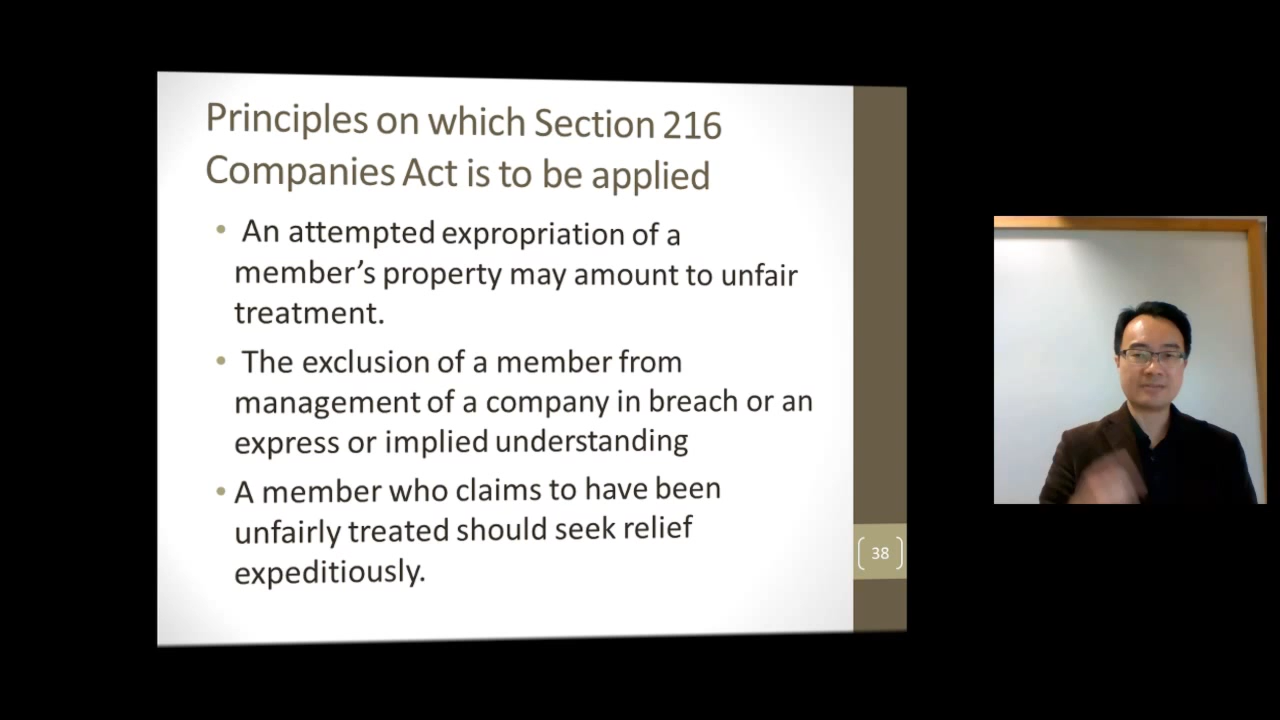 Principles on which Section 216
Companies Act is to be applied
• An attempted expropriation of a
member’s property may amount to unfair
treatment.
• The exclusion of a member from
management of a company in breach or an
express or implied understanding
• A member who claims to have been
unfairly treated should seek relief
expeditiously.
38